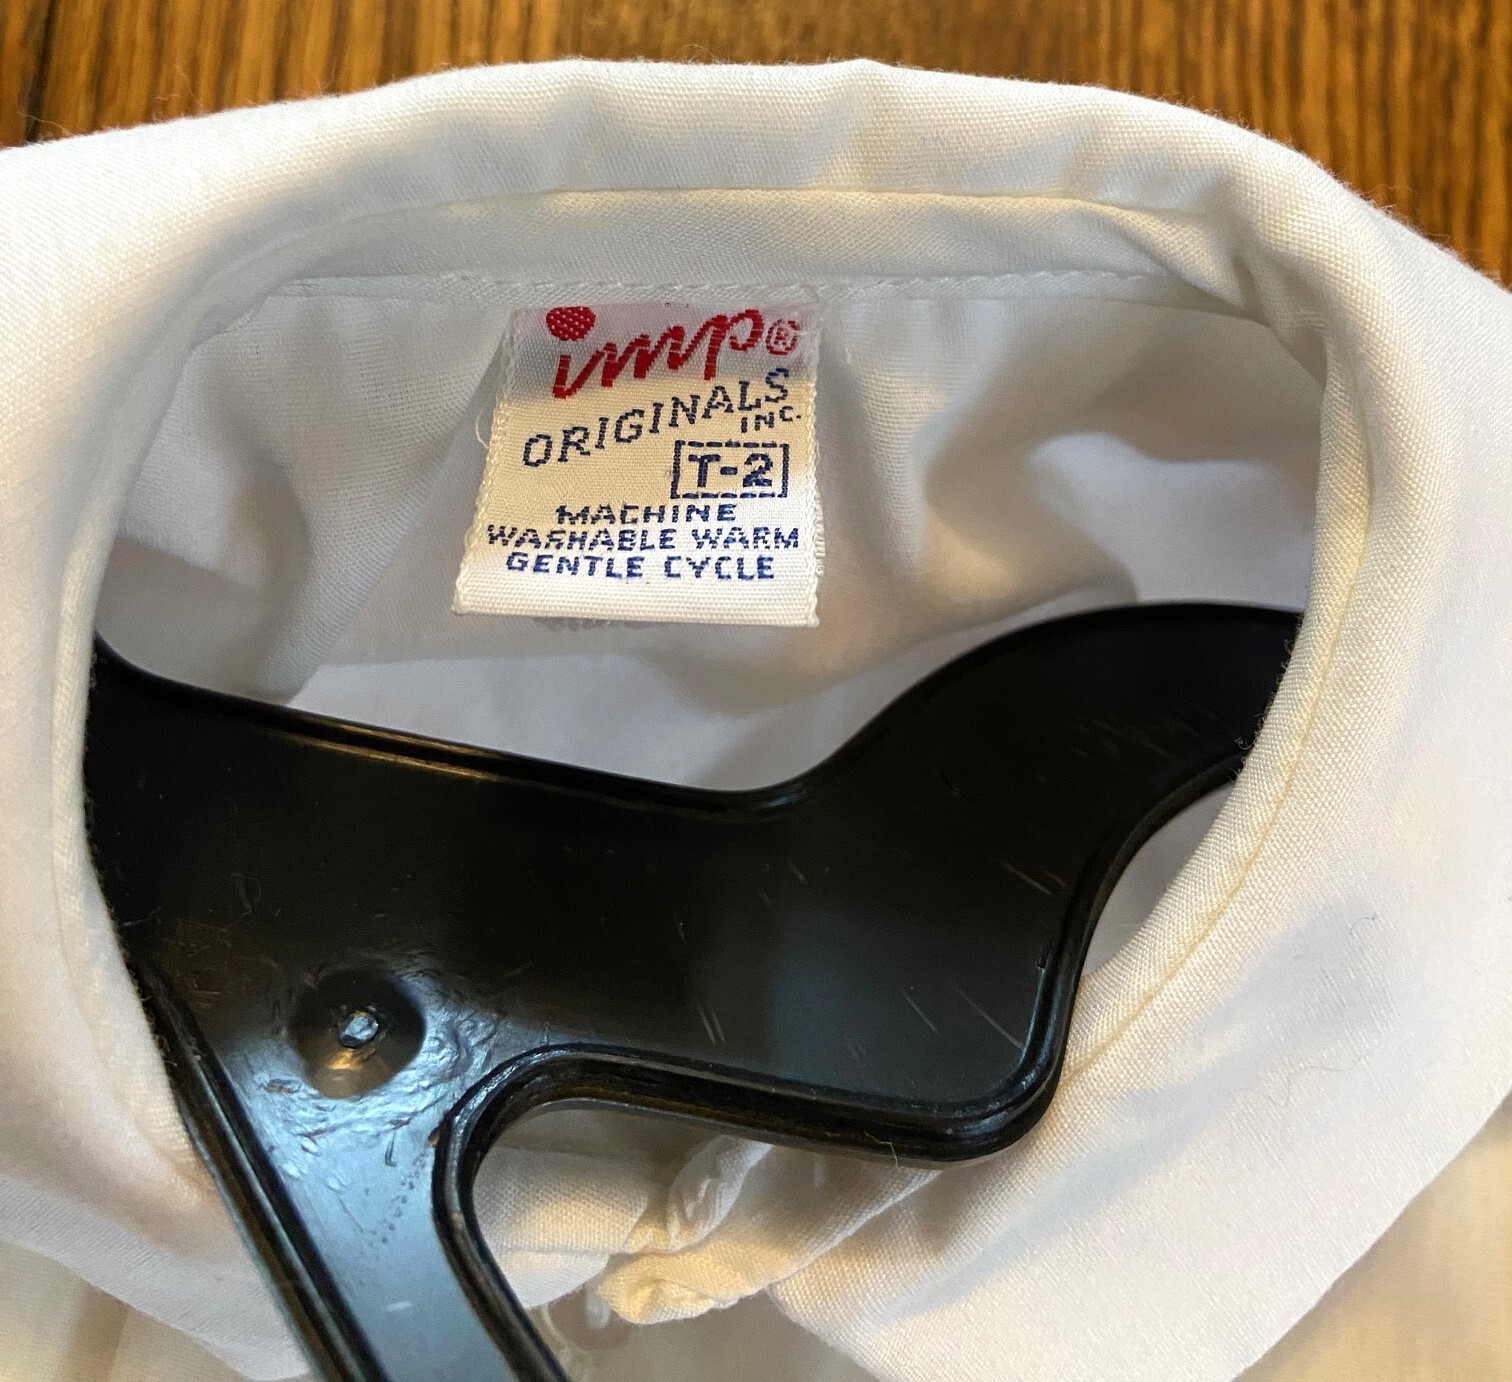 imp®
ORIGINALS
INC.
T-2
MACHINE
WASHABLE WARM
GENTLE CYCLE